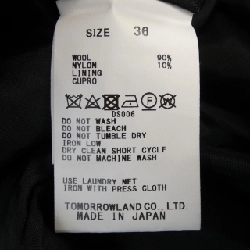 SIZE 36
WOOL 90%
NYLON 10%
LINING
CUPRO
DS006
DO NOT WASH
DO NOT BLEACH
DO NOT TUMBLE DRY
IRON LOW
DRY CLEAN SHORT CYCLE
DO NOT MACHINE WASH
USE LAUNDRY NET
IRON WITH PRESS CLOTH
TOMORROWLAND CO., LTD
MADE IN JAPAN